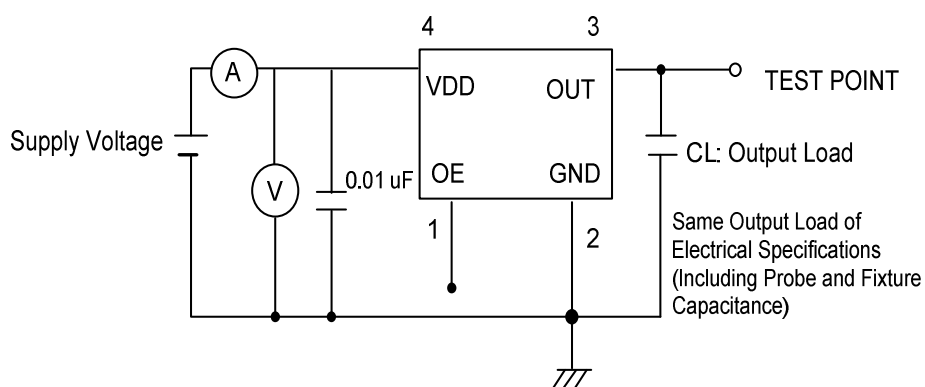 4
3
A
VDD
OUT
TEST POINT
Supply Voltage
V
0.01 uF
OE
GND
CL: Output Load
1
2
Same Output Load of
Electrical Specifications
(Including Probe and Fixture
Capacitance)